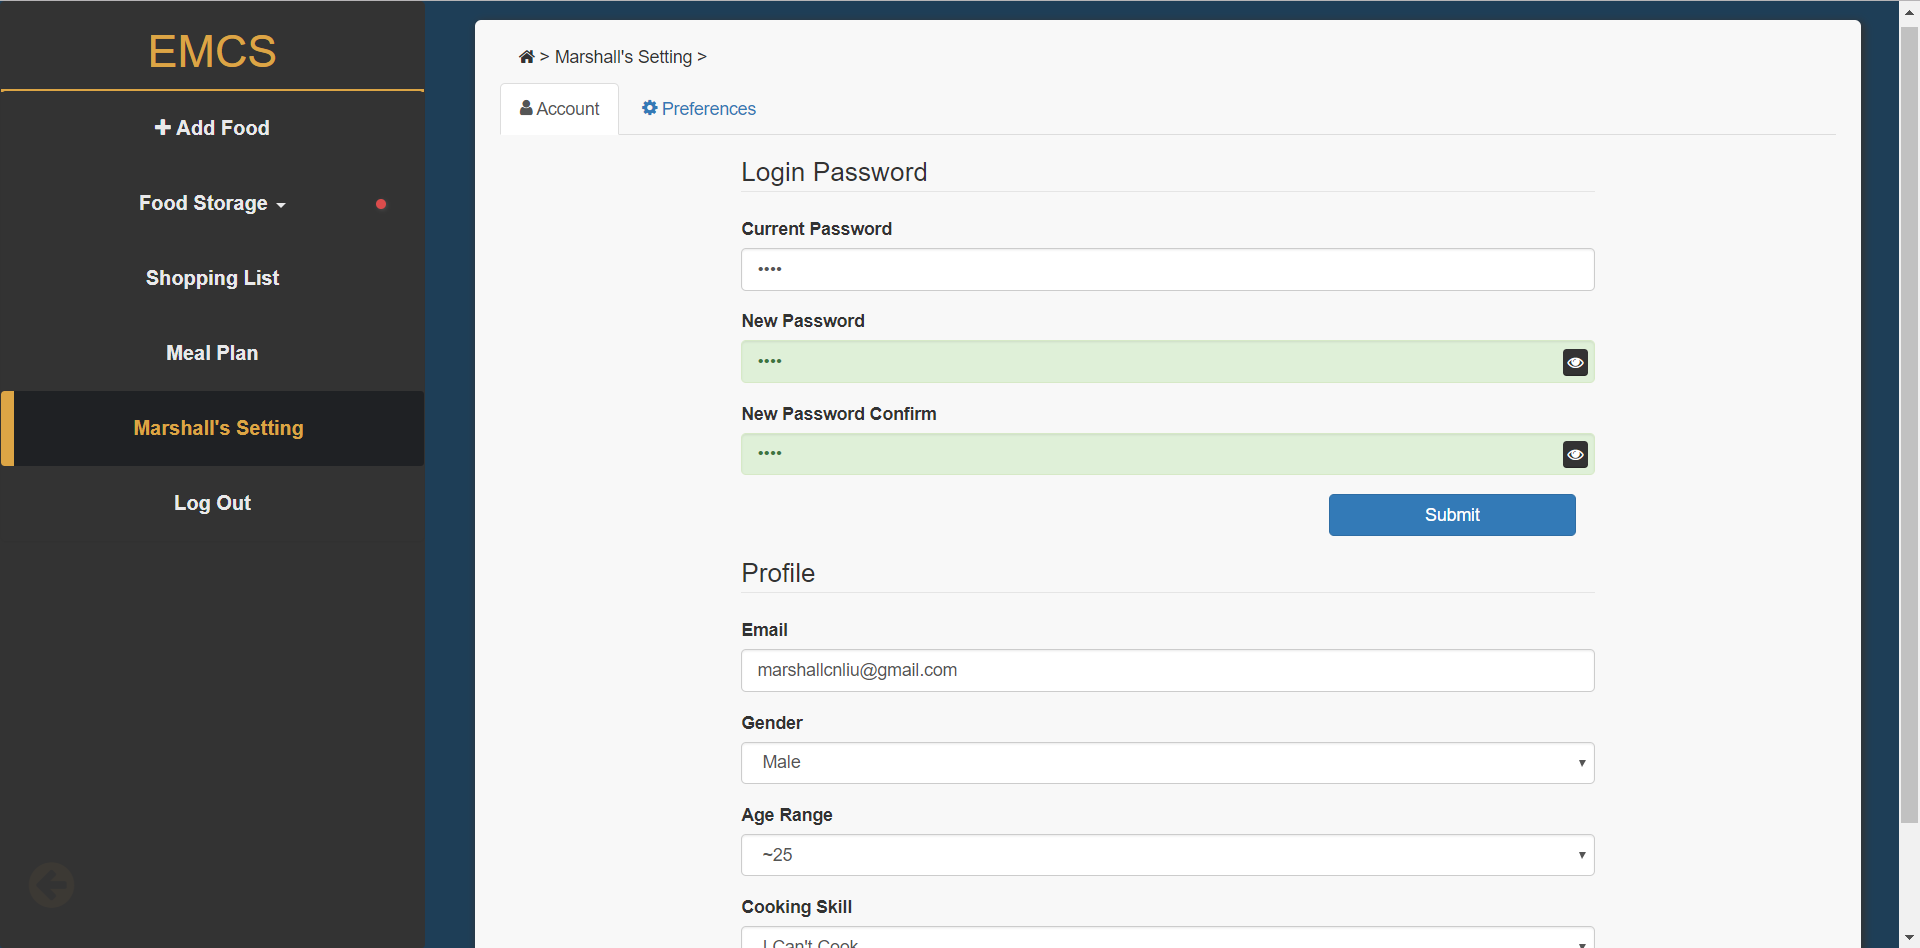 EMCS
Add Food
Food Storage
Shopping List
Meal Plan
Marshall's Setting
Log Out
> Marshall's Setting >
Account
Preferences
Login Password
Current Password
••••
New Password
••••
New Password Confirm
••••
Submit
Profile
Email
marshallcnliu@gmail.com
Gender
Male
Age Range
~25
Cooking Skill
I Can't Cook